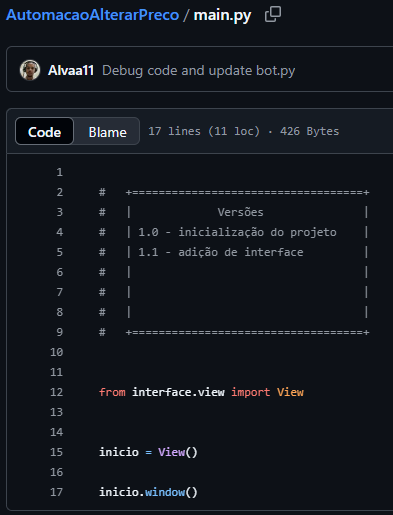 AutomacaoAlterarPreco / main.py
Alvaa11 Debug code and update bot.py
Code Blame 17 lines (11 loc) · 426 Bytes
1
2 # +===================================+
3 # | Versões |
4 # | 1.0 - inicialização do projeto |
5 # | 1.1 - adição de interface |
6 # | |
7 # | |
8 # | |
9 # +===================================+
10
11
12 from interface.view import View
13
14
15 inicio = View()
16
17 inicio.window()